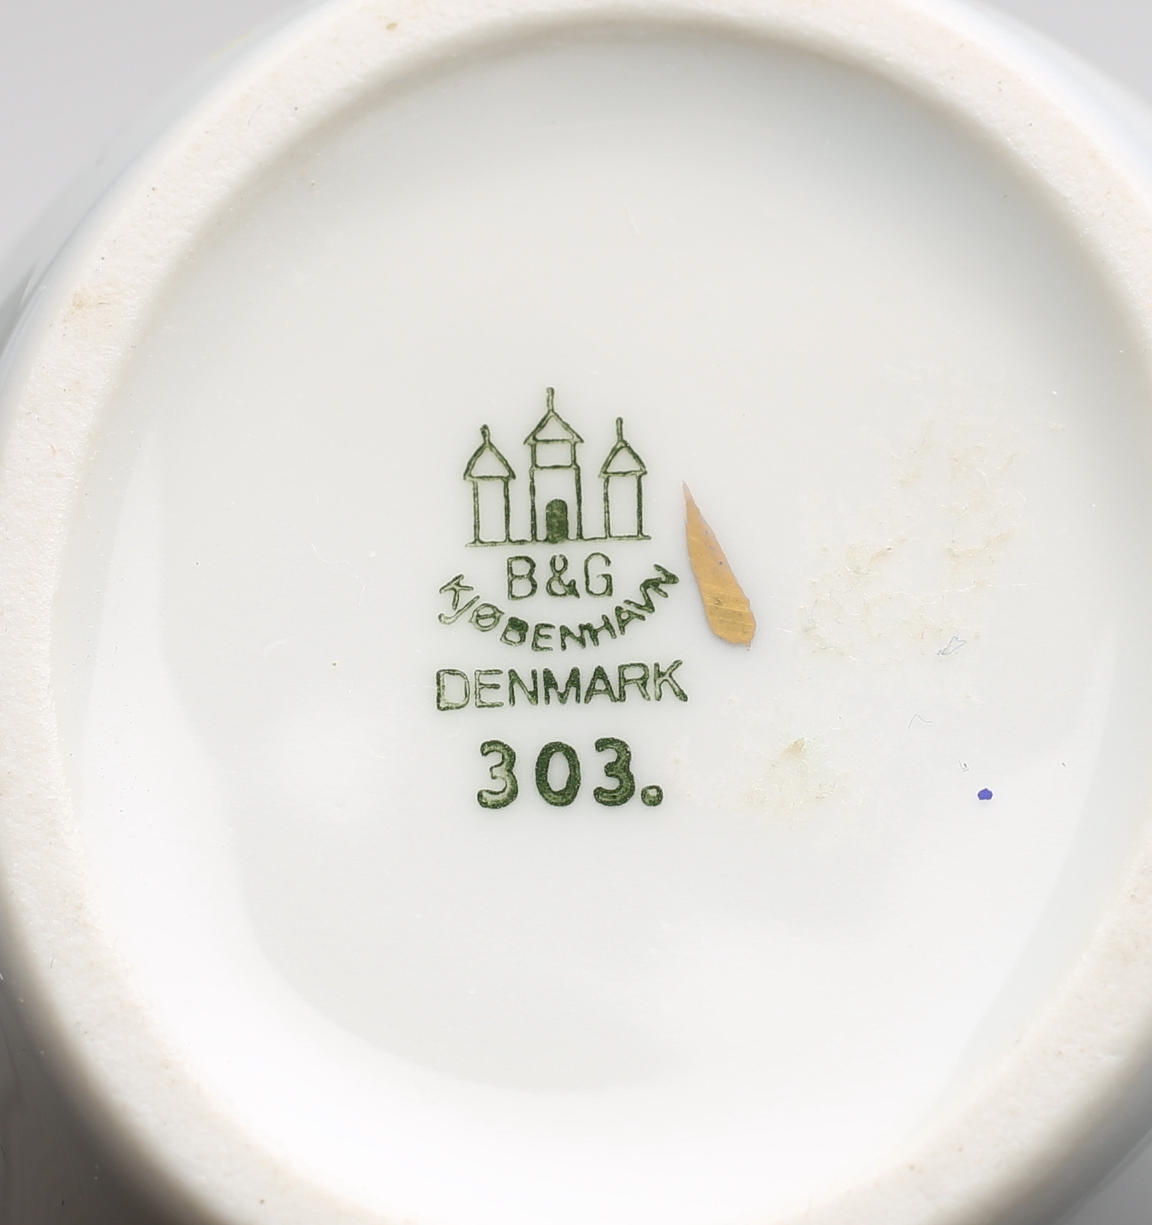 B&G
KJØBENHAVN
DENMARK
303.